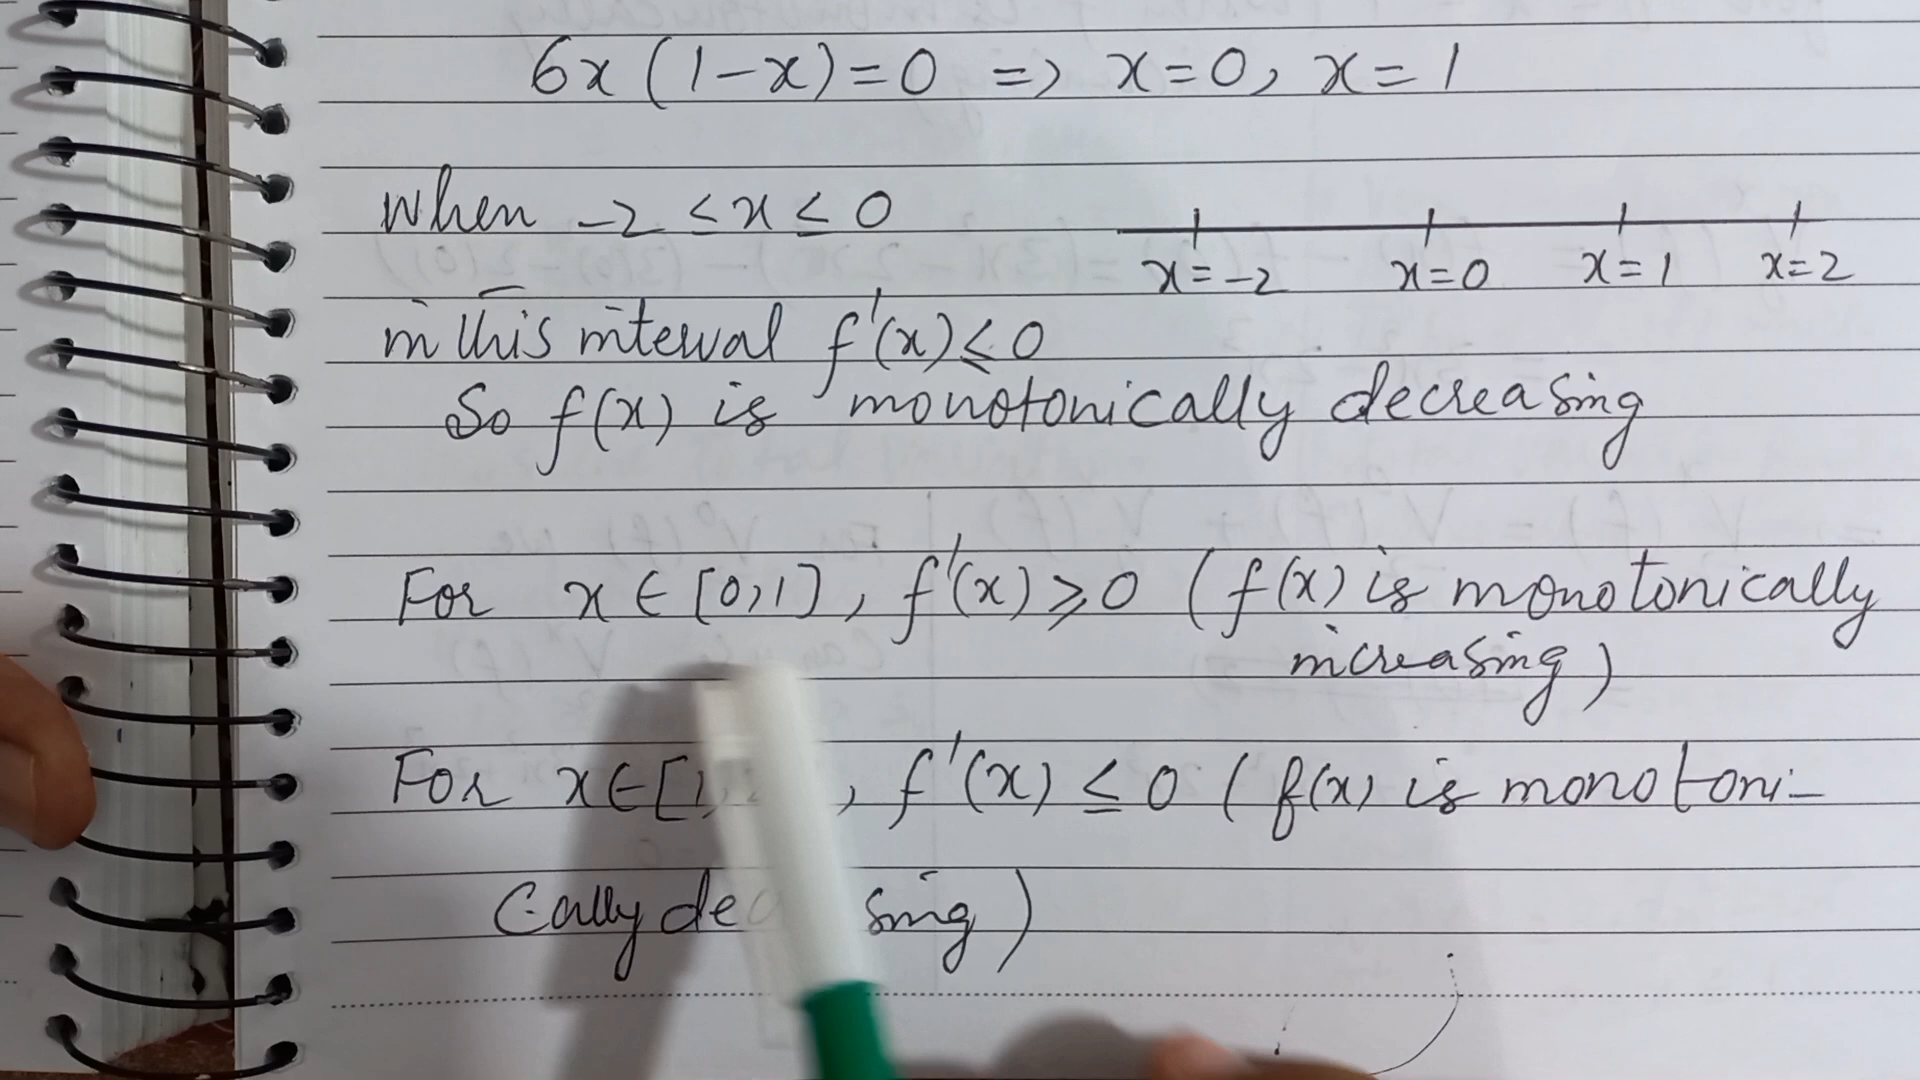 6x(1-x)=0 => x=0, x=1
When -2 ≤ x ≤ 0
x=-2 x=0 x=1 x=2
in this interval f'(x) ≤ 0
So f(x) is monotonically decreasing
For x ∈ [0,1], f'(x) ≥ 0 (f(x) is monotonically
increasing)
For x ∈ [1, , f'(x) ≤ 0 (f(x) is monotoni-
cally de sing)